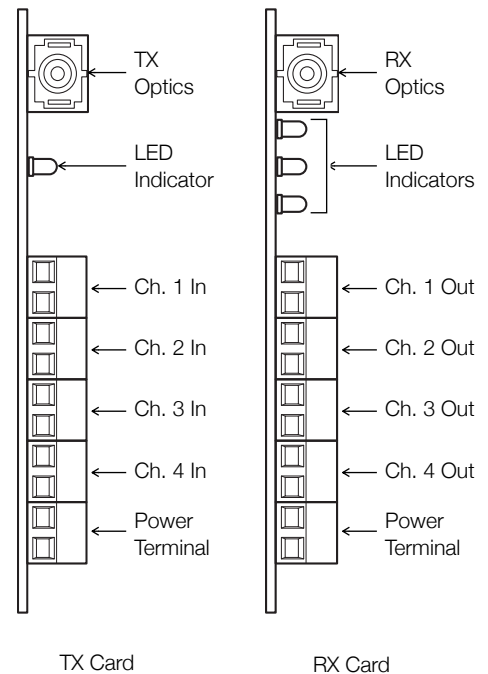 TX
Optics
LED
Indicator
Ch. 1 In
Ch. 2 In
Ch. 3 In
Ch. 4 In
Power
Terminal
TX Card
RX
Optics
LED
Indicators
Ch. 1 Out
Ch. 2 Out
Ch. 3 Out
Ch. 4 Out
Power
Terminal
RX Card